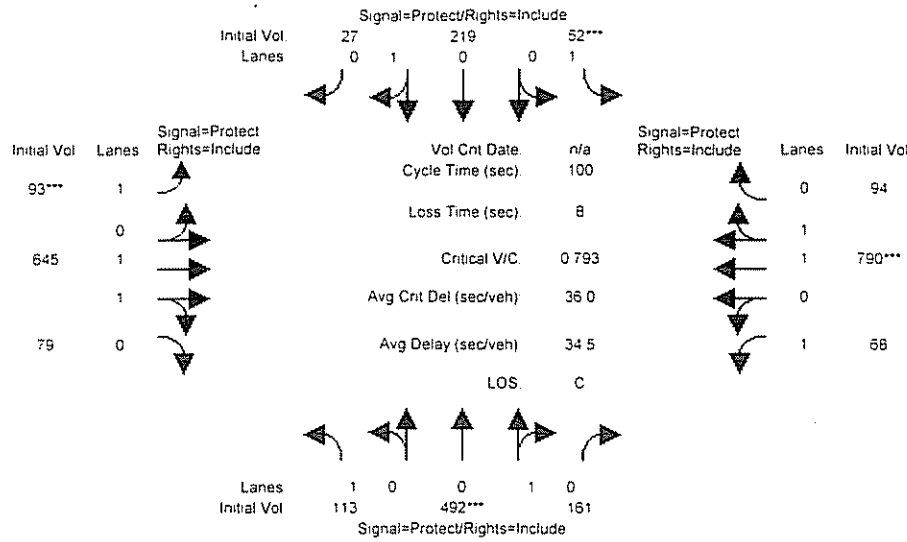 Signal=Protect/Rights=Include
Initial Vol. 27 219 52***
Lanes 0 1 0 0 1
Signal=Protect
Initial Vol Lanes Rights=Include
Vol Cnt Date. n/a
Signal=Protect
Rights=Include Lanes Initial Vol
Cycle Time (sec). 100
93*** 1
0 94
Loss Time (sec). 8
0
1
645 1
Critical V/C. 0 793
1 790***
1
Avg Crit Del (sec/veh) 36 0
0
79 0
Avg Delay (sec/veh) 34 5
1 68
LOS. C
Lanes 1 0 0 1 0
Initial Vol 113 492*** 161
Signal=Protect/Rights=Include